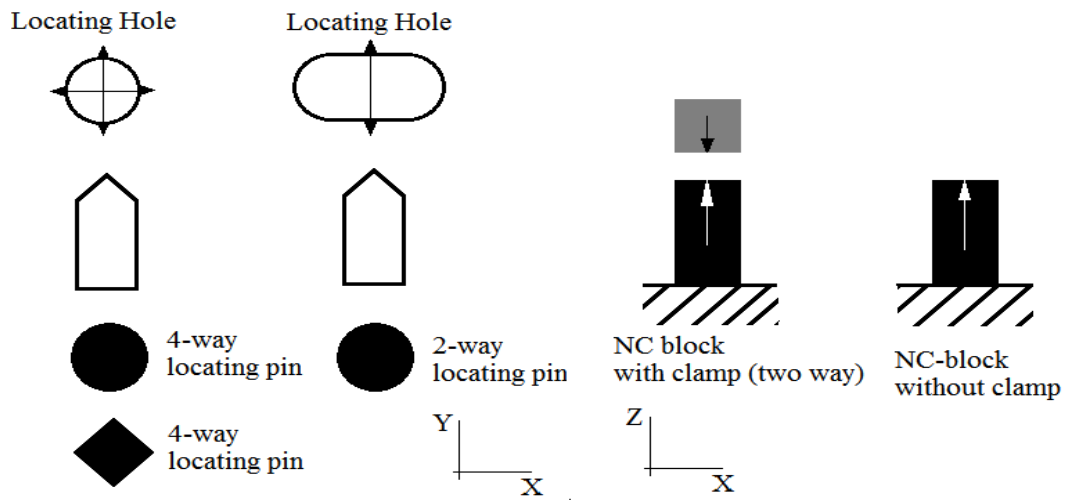 Locating Hole
Locating Hole
4-way
locating pin
2-way
locating pin
NC block
with clamp (two way)
NC-block
without clamp
4-way
locating pin
Y
X
Z
X